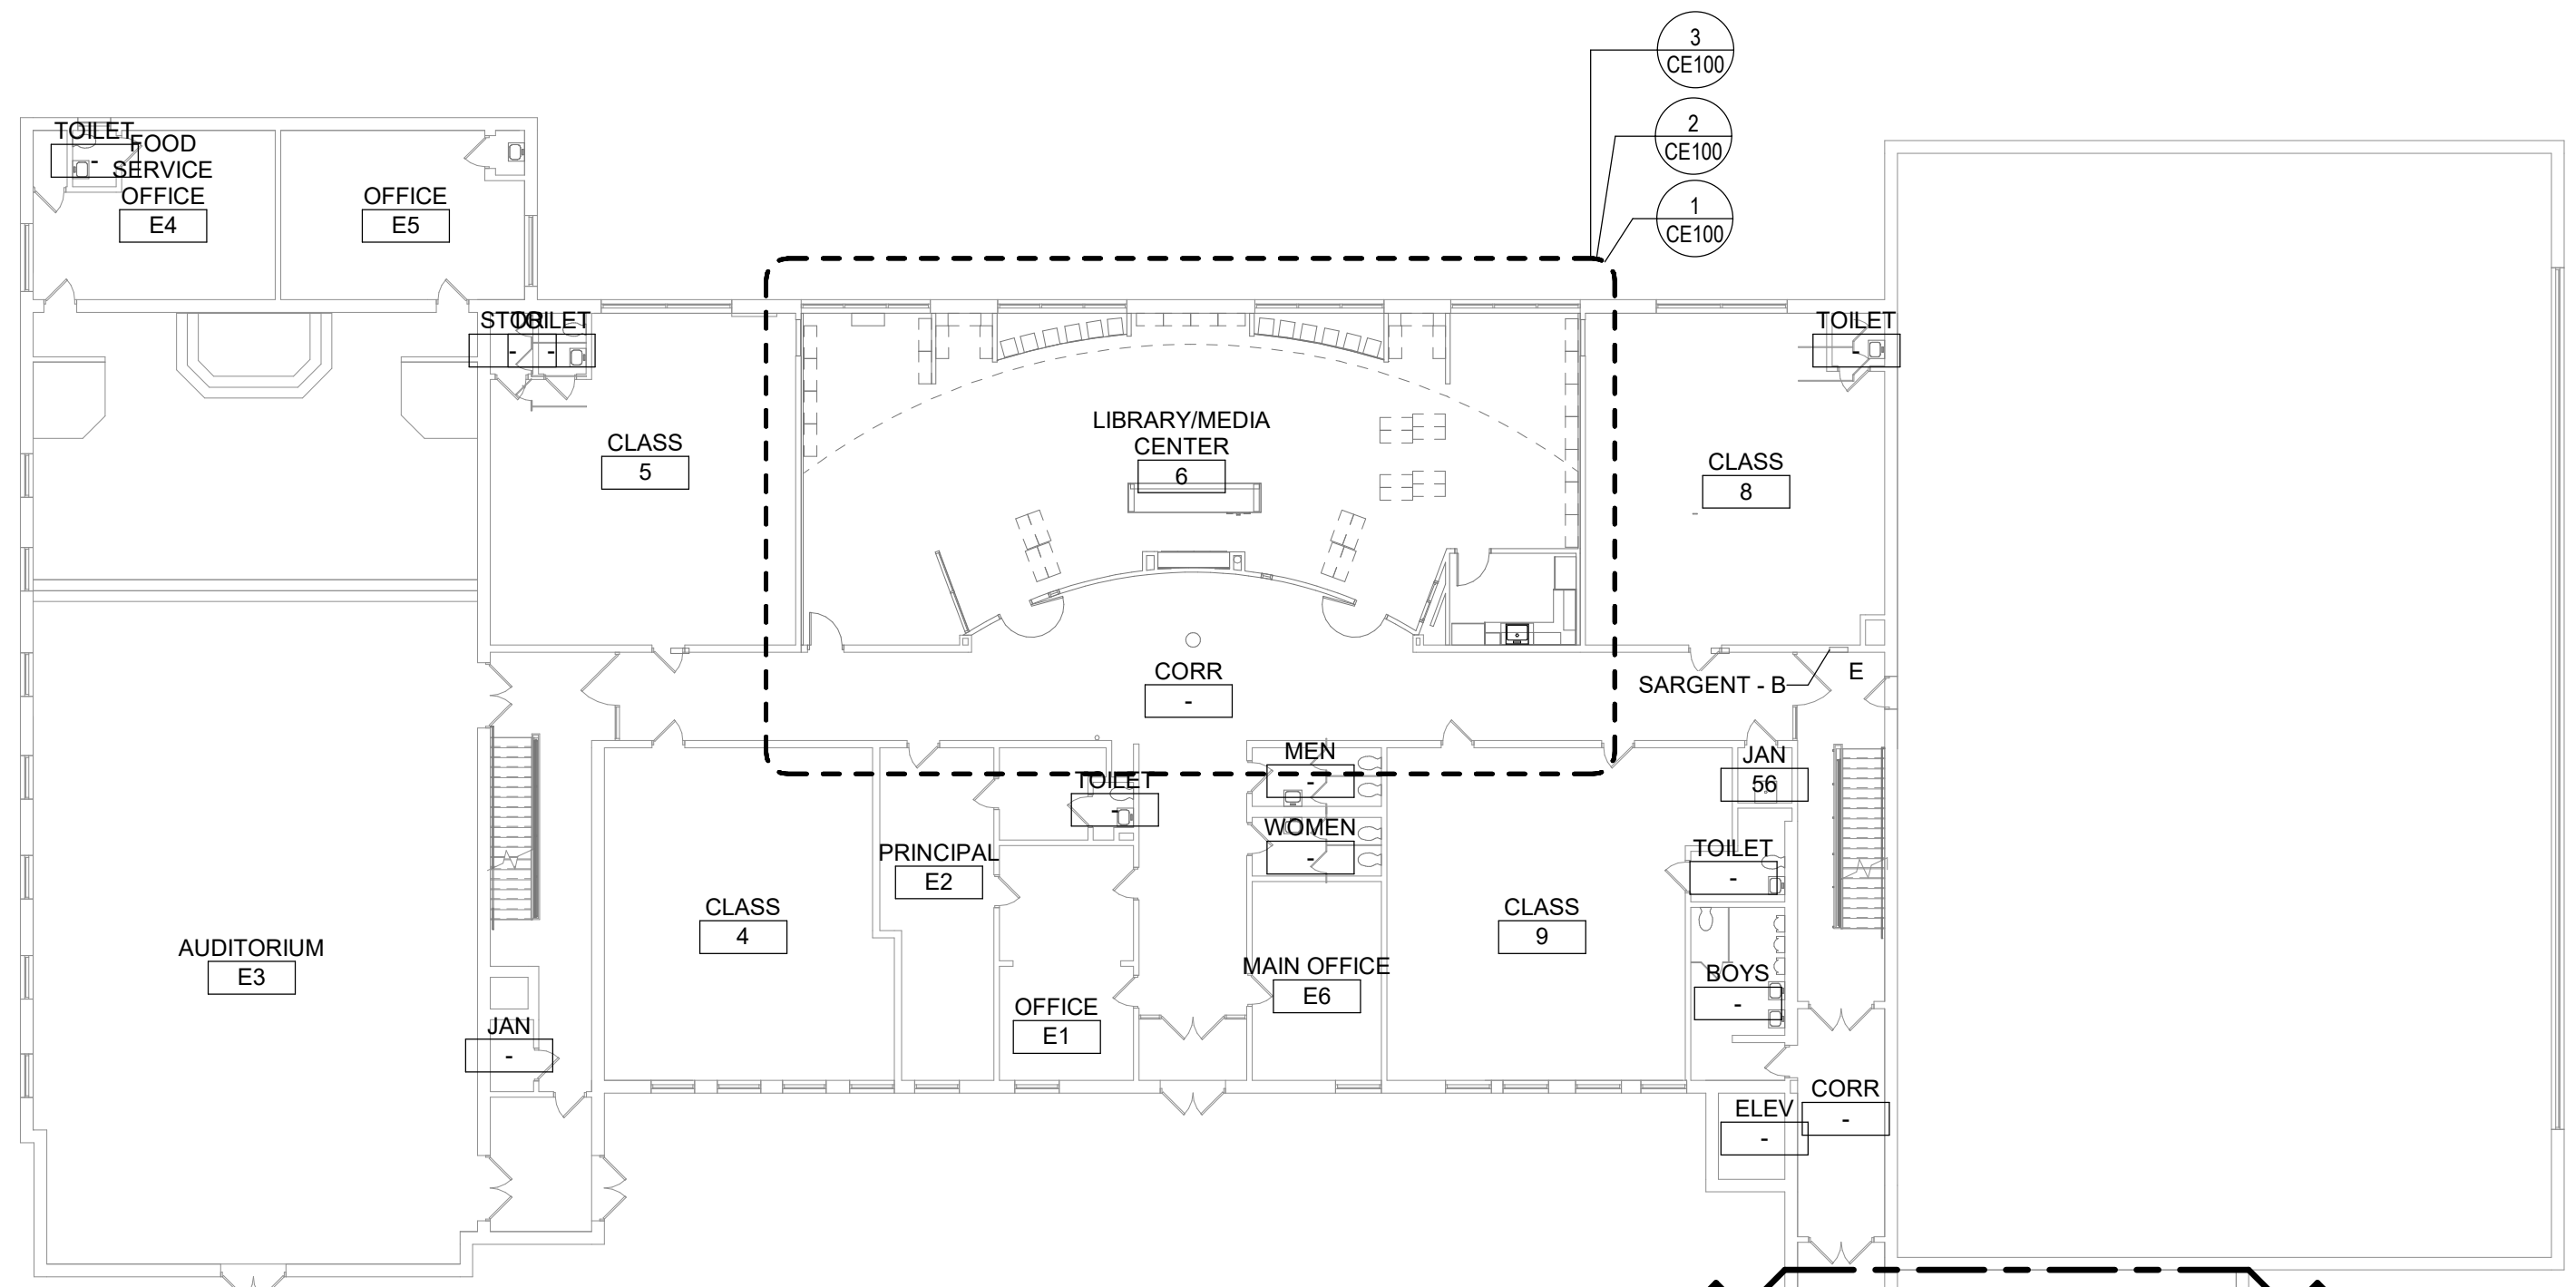 3
CE100
2
CE100
1
CE100
TOILET
-
FOOD
SERVICE
OFFICE
E4
OFFICE
E5
STOR
-
TOILET
-
TOILET
-
LIBRARY/MEDIA
CENTER
6
CLASS
5
CLASS
8
CORR
-
SARGENT - B
E
MEN
-
JAN
56
TOILET
-
WOMEN
-
PRINCIPAL
E2
TOILET
-
CLASS
4
CLASS
9
AUDITORIUM
E3
MAIN OFFICE
E6
BOYS
-
OFFICE
E1
JAN
-
CORR
-
ELEV
-